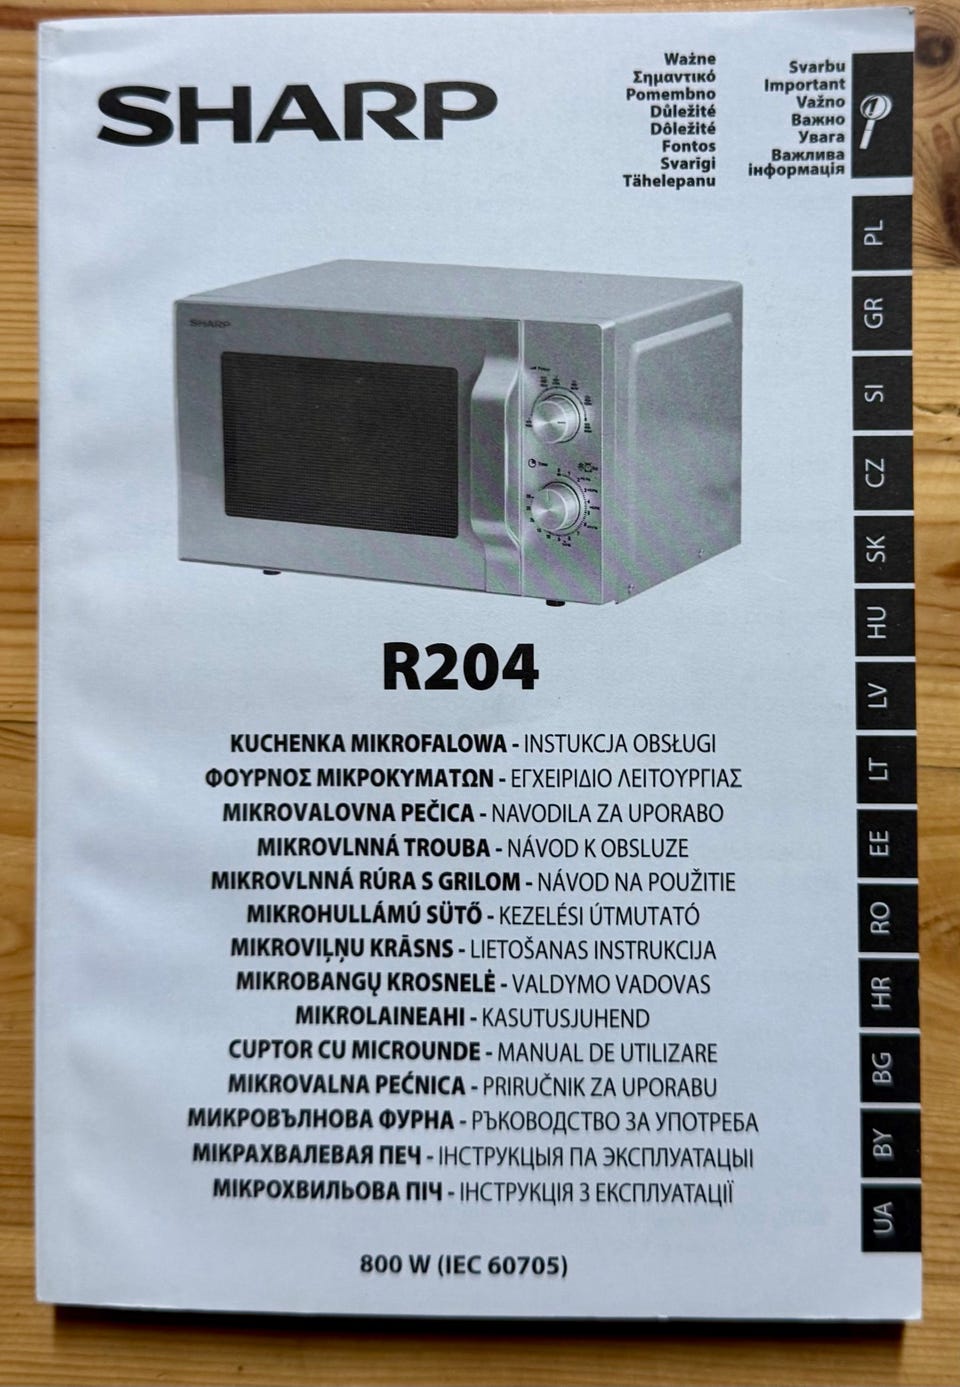 SHARP
Ważne
Σημαντικό
Pomembno
Důležité
Dôležité
Fontos
Svarīgi
Tähelepanu
Svarbu
Important
Važno
Важно
Увага
Важлива
інформація
PL
GR
SI
CZ
SK
HU
LV
LT
EE
RO
HR
BG
BY
UA
SHARP
Power
Timer
R204
KUCHENKA MIKROFALOWA - INSTUKCJA OBSŁUGI
ΦΟΥΡΝΟΣ ΜΙΚΡΟΚΥΜΑΤΩΝ - ΕΓΧΕΙΡΙΔΙΟ ΛΕΙΤΟΥΡΓΙΑΣ
MIKROVALOVNA PEČICA - NAVODILA ZA UPORABO
MIKROVLNNÁ TROUBA - NÁVOD K OBSLUZE
MIKROVLNNÁ RÚRA S GRILOM - NÁVOD NA POUŽITIE
MIKROHULLÁMÚ SÜTŐ - KEZELÉSI ÚTMUTATÓ
MIKROVIĻŅU KRĀSNS - LIETOŠANAS INSTRUKCIJA
MIKROBANGŲ KROSNELĖ - VALDYMO VADOVAS
MIKROLAINEAHI - KASUTUSJUHEND
CUPTOR CU MICROUNDE - MANUAL DE UTILIZARE
MIKROVALNA PEĆNICA - PRIRUČNIK ZA UPORABU
МИКРОВЪЛНОВА ФУРНА - РЪКОВОДСТВО ЗА УПОТРЕБА
МІКРАХВАЛЕВАЯ ПЕЧ - ІНСТРУКЦЫЯ ПА ЭКСПЛУАТАЦЫІ
МІКРОХВИЛЬОВА ПІЧ - ІНСТРУКЦІЯ З ЕКСПЛУАТАЦІЇ
800 W (IEC 60705)